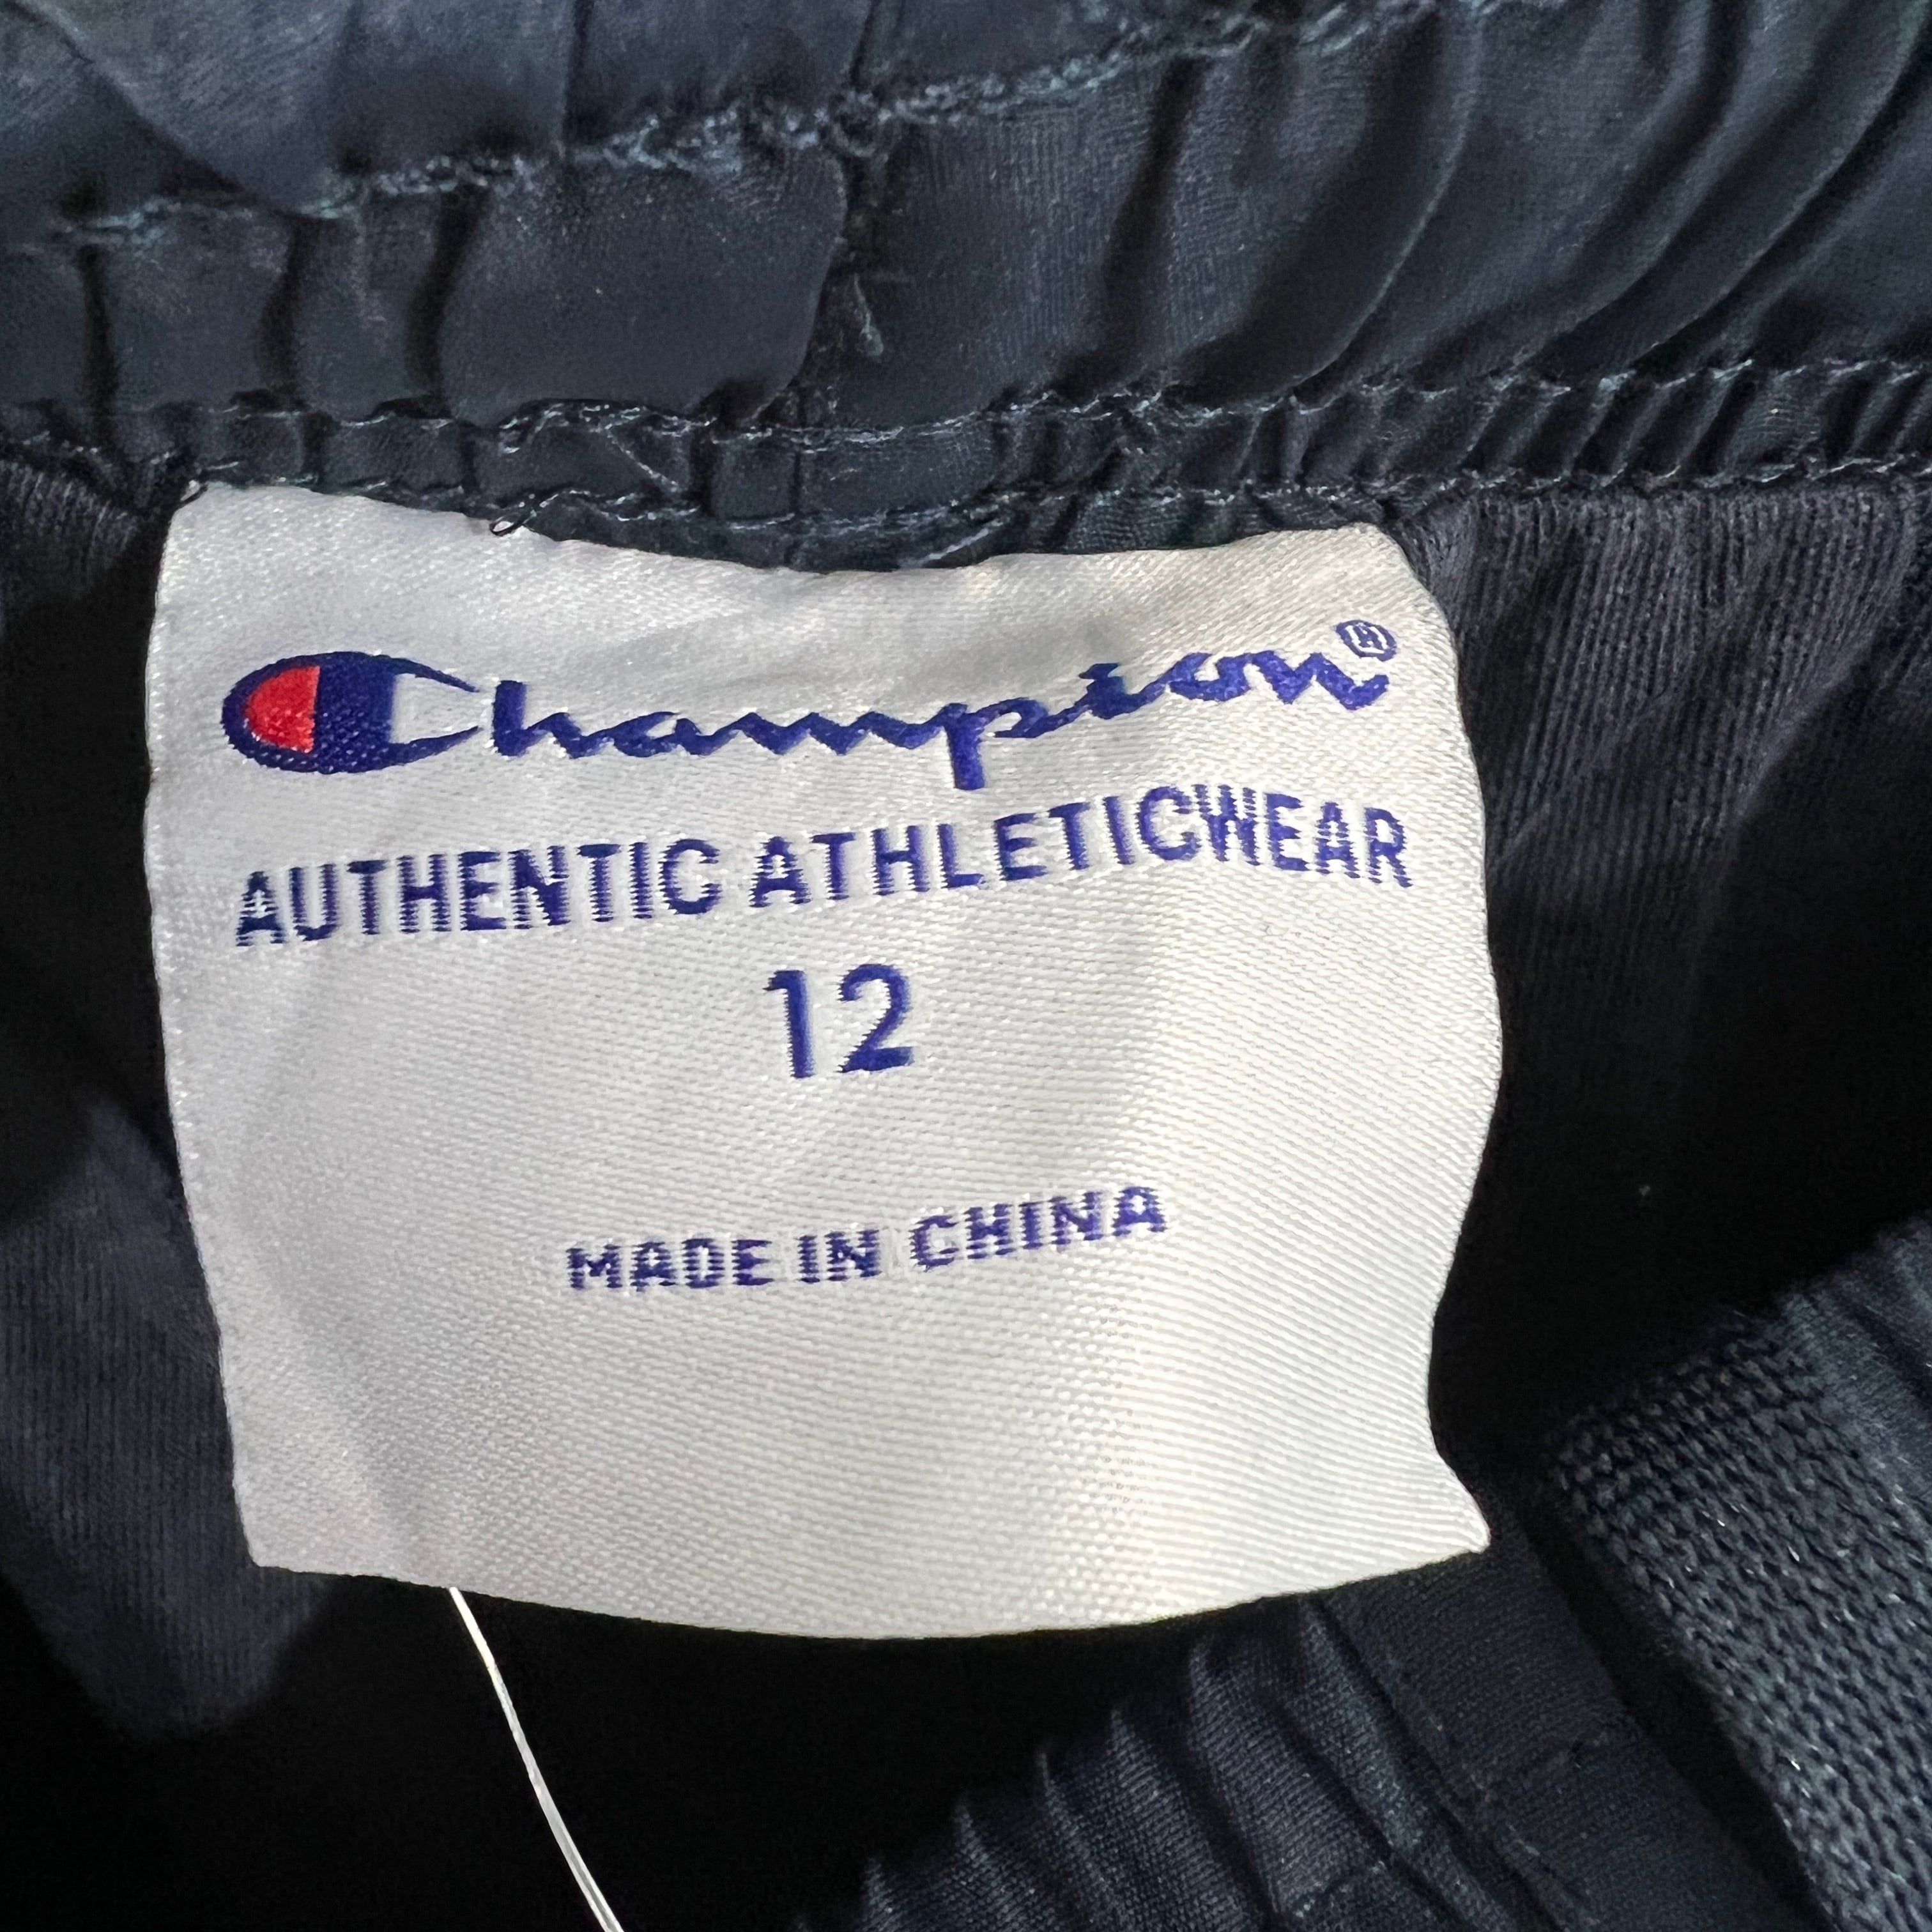 Champion®
AUTHENTIC ATHLETICWEAR
12
MADE IN CHINA